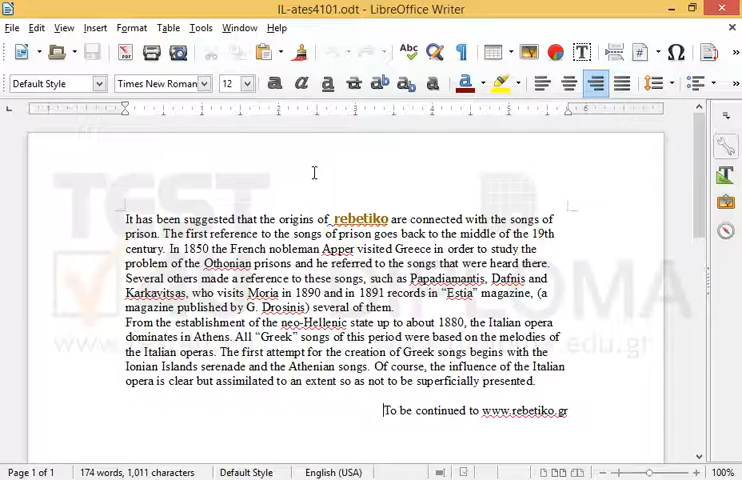 IL-ates4101.odt - LibreOffice Writer
File Edit View Insert Format Table Tools Window Help
Default Style Times New Roman 12
It has been suggested that the origins of rebetiko are connected with the songs of
prison. The first reference to the songs of prison goes back to the middle of the 19th
century. In 1850 the French nobleman Apper visited Greece in order to study the
problem of the Othonian prisons and he referred to the songs that were heard there.
Several others made a reference to these songs, such as Papadiamantis, Dafnis and
Karkavitsas, who visits Moria in 1890 and in 1891 records in “Estia” magazine, (a
magazine published by G. Drosinis) several of them.
From the establishment of the neo-Hellenic state up to about 1880, the Italian opera
dominates in Athens. All “Greek” songs of this period were based on the melodies of
the Italian operas. The first attempt for the creation of Greek songs begins with the
Ionian Islands serenade and the Athenian songs. Of course, the influence of the Italian
opera is clear but assimilated to an extent so as not to be superficially presented.
To be continued to www.rebetiko.gr
Page 1 of 1 174 words, 1,011 characters Default Style English (USA) 100%